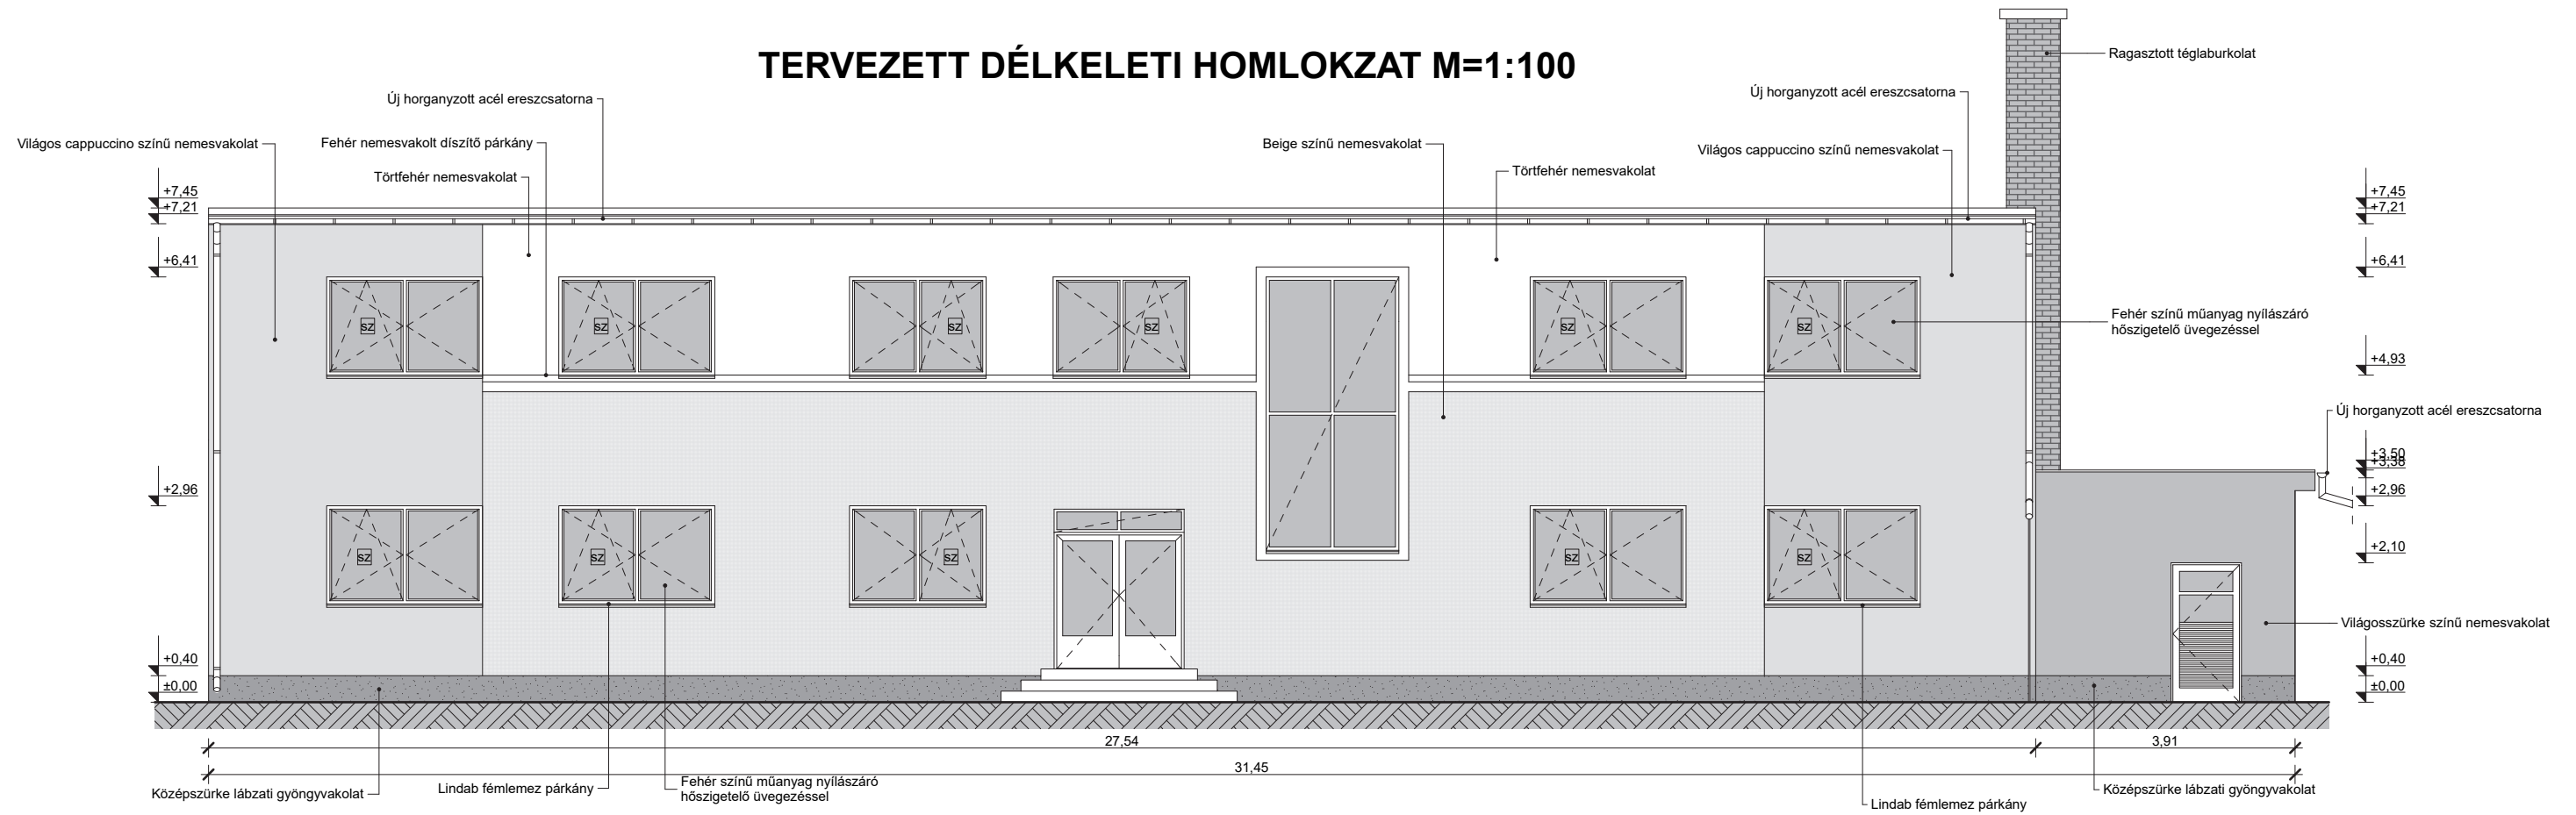 TERVEZETT DÉLKELETI HOMLOKZAT M=1:100
Ragasztott téglaburkolat
Új horganyzott acél ereszcsatorna
Új horganyzott acél ereszcsatorna
Világos cappuccino színű nemesvakolat
Fehér nemesvakolt díszítő párkány
Beige színű nemesvakolat
Világos cappuccino színű nemesvakolat
Törtfehér nemesvakolat
Törtfehér nemesvakolat
+7,45
+7,21
+7,45
+7,21
+6,41
+6,41
SZ
SZ
SZ
SZ
SZ
SZ
Fehér színű műanyag nyílászáró
hőszigetelő üvegezéssel
+4,93
Új horganyzott acél ereszcsatorna
+3,50
+3,38
+2,96
+2,96
SZ
SZ
SZ
SZ
SZ
+2,10
Világosszürke színű nemesvakolat
+0,40
+0,40
±0,00
±0,00
27,54
3,91
31,45
Középszürke lábzati gyöngyvakolat
Lindab fémlemez párkány
Fehér színű műanyag nyílászáró
hőszigetelő üvegezéssel
Lindab fémlemez párkány
Középszürke lábzati gyöngyvakolat